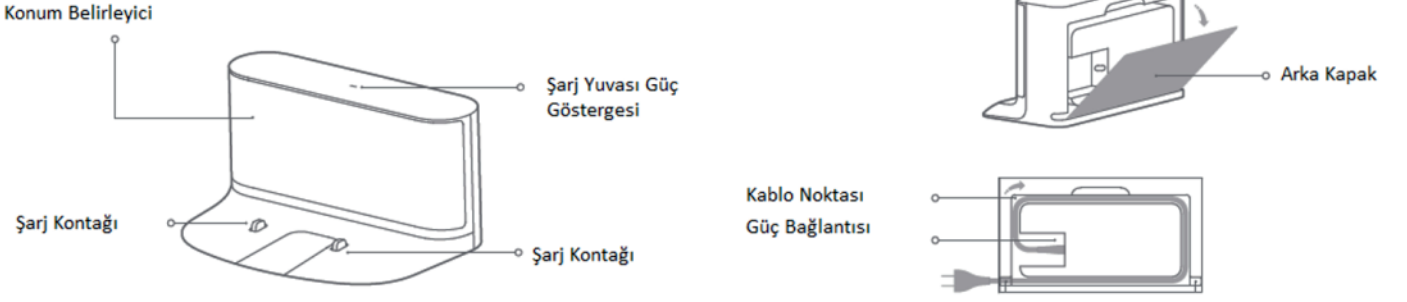 Konum Belirleyici
Şarj Yuvası Güç
Göstergesi
Şarj Kontağı
Şarj Kontağı
Arka Kapak
Kablo Noktası
Güç Bağlantısı